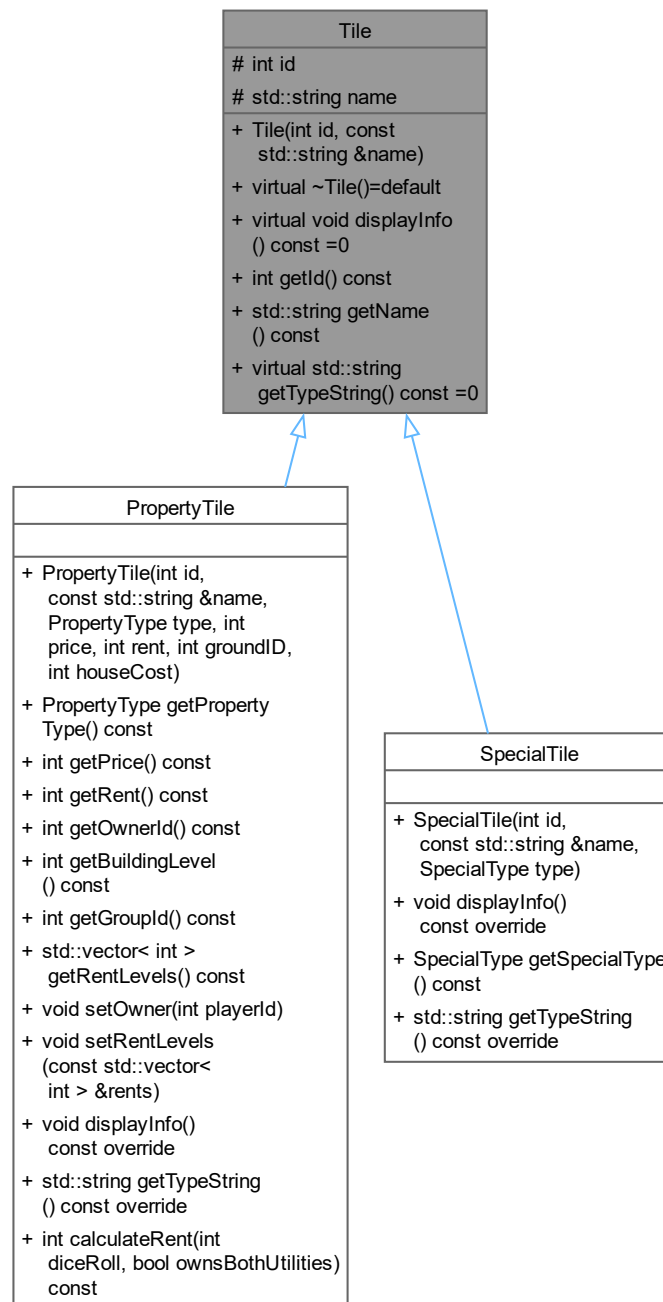 Tile
# int id
# std::string name
+ Tile(int id, const
std::string &name)
+ virtual ~Tile()=default
+ virtual void displayInfo
() const =0
+ int getId() const
+ std::string getName
() const
+ virtual std::string
getTypeString() const =0
PropertyTile
+ PropertyTile(int id,
const std::string &name,
PropertyType type, int
price, int rent, int groundID,
int houseCost)
+ PropertyType getProperty
Type() const
+ int getPrice() const
+ int getRent() const
+ int getOwnerId() const
+ int getBuildingLevel
() const
+ int getGroupId() const
+ std::vector< int >
getRentLevels() const
+ void setOwner(int playerId)
+ void setRentLevels
(const std::vector<
int > &rents)
+ void displayInfo()
const override
+ std::string getTypeString
() const override
+ int calculateRent(int
diceRoll, bool ownsBothUtilities)
const
SpecialTile
+ SpecialTile(int id,
const std::string &name,
SpecialType type)
+ void displayInfo()
const override
+ SpecialType getSpecialType
() const
+ std::string getTypeString
() const override